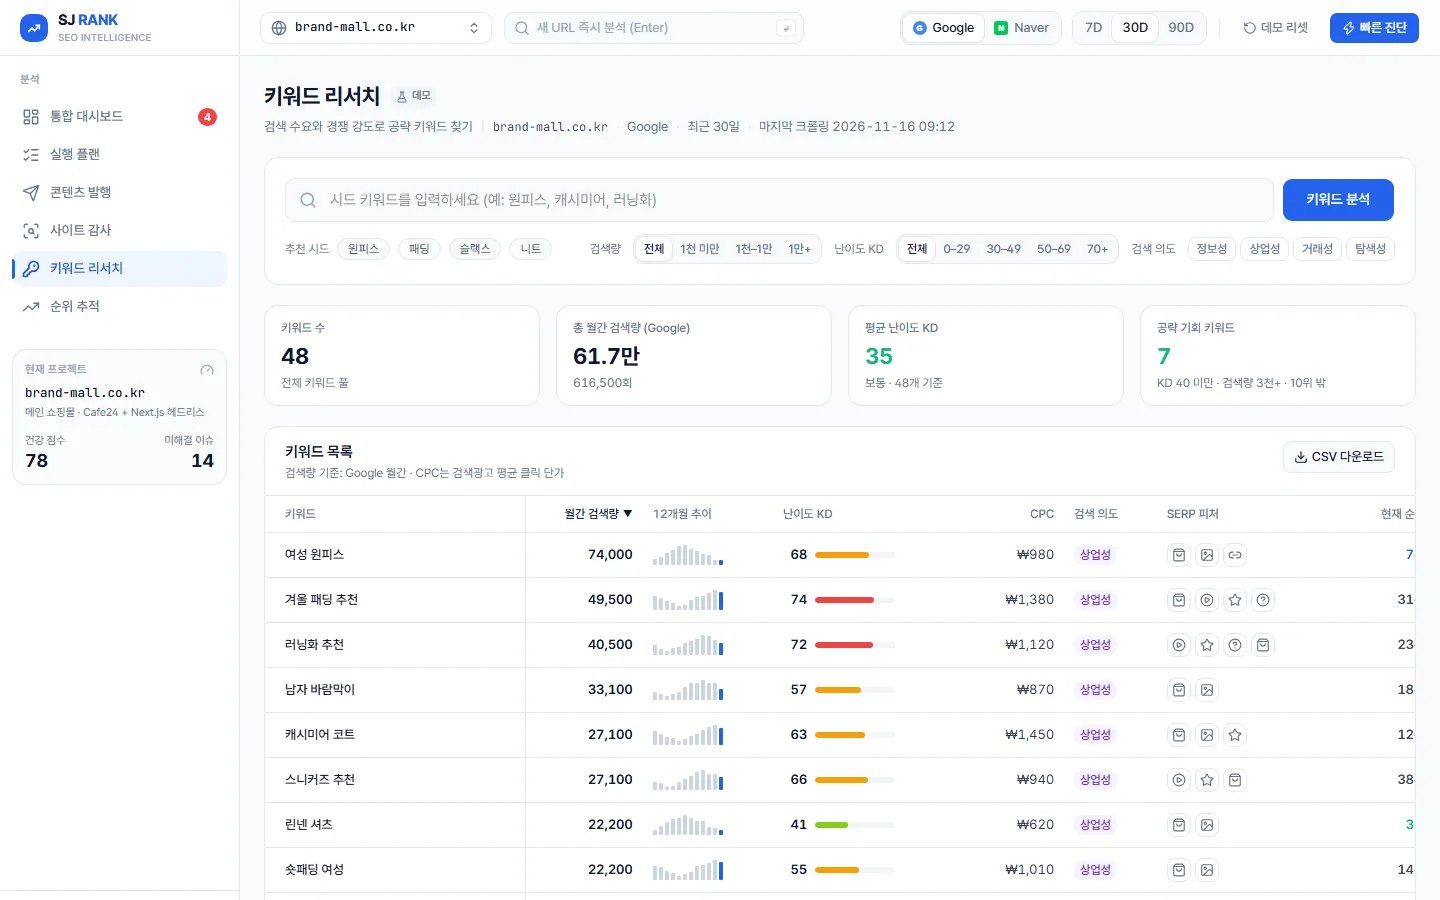 SJ RANK
SEO INTELLIGENCE
brand-mall.co.kr
새 URL 즉시 분석 (Enter)
G Google
N Naver
7D 30D 90D
데모 리셋
빠른 진단
분석
통합 대시보드 4
실행 플랜
콘텐츠 발행
사이트 감사
키워드 리서치
순위 추적
현재 프로젝트
brand-mall.co.kr
메인 쇼핑몰 · Cafe24 + Next.js 헤드리스
건강 점수 미해결 이슈
78 14
키워드 리서치 데모
검색 수요와 경쟁 강도로 공략 키워드 찾기 | brand-mall.co.kr · Google · 최근 30일 · 마지막 크롤링 2026-11-16 09:12
시드 키워드를 입력하세요 (예: 원피스, 캐시미어, 러닝화)
키워드 분석
추천 시드 원피스 패딩 슬랙스 니트 검색량 전체 1천 미만 1천–1만 1만+ 난이도 KD 전체 0–29 30–49 50–69 70+ 검색 의도 정보성 상업성 거래성 탐색성
키워드 수
48
전체 키워드 풀
총 월간 검색량 (Google)
61.7만
616,500회
평균 난이도 KD
35
보통 · 48개 기준
공략 기회 키워드
7
KD 40 미만 · 검색량 3천+ · 10위 밖
키워드 목록
검색량 기준: Google 월간 · CPC는 검색광고 평균 클릭 단가
CSV 다운로드
키워드 월간 검색량 ▼ 12개월 추이 난이도 KD CPC 검색 의도 SERP 피처 현재 순
여성 원피스 74,000 68 ₩980 상업성 7
겨울 패딩 추천 49,500 74 ₩1,380 상업성 31
러닝화 추천 40,500 72 ₩1,120 상업성 23
남자 바람막이 33,100 57 ₩870 상업성 18
캐시미어 코트 27,100 63 ₩1,450 상업성 12
스니커즈 추천 27,100 66 ₩940 상업성 38
린넨 셔츠 22,200 41 ₩620 상업성 3
숏패딩 여성 22,200 55 ₩1,010 상업성 14